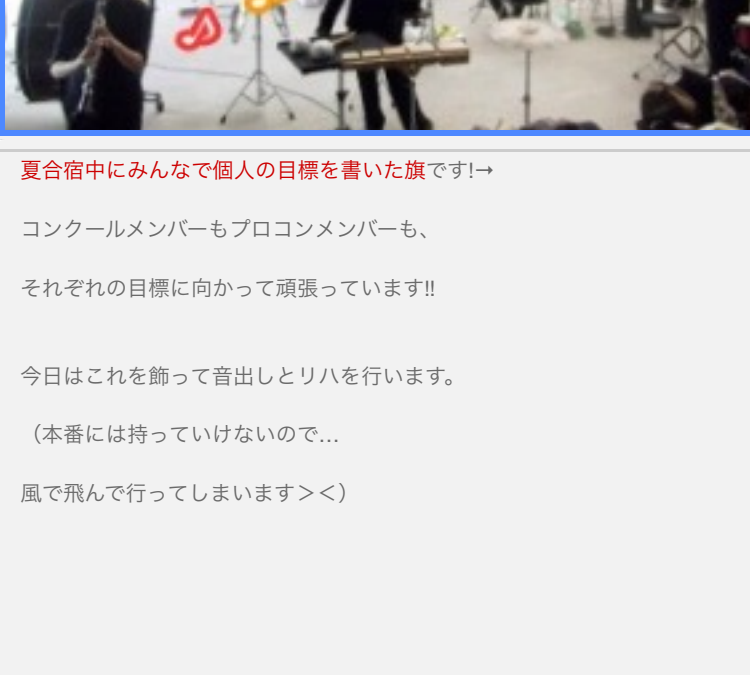 夏合宿中にみんなで個人の目標を書いた旗です!→
コンクールメンバーもプロコンメンバーも、
それぞれの目標に向かって頑張っています!!
今日はこれを飾って音出しとリハを行います。
（本番には持っていけないので…
風で飛んで行ってしまいます＞＜）